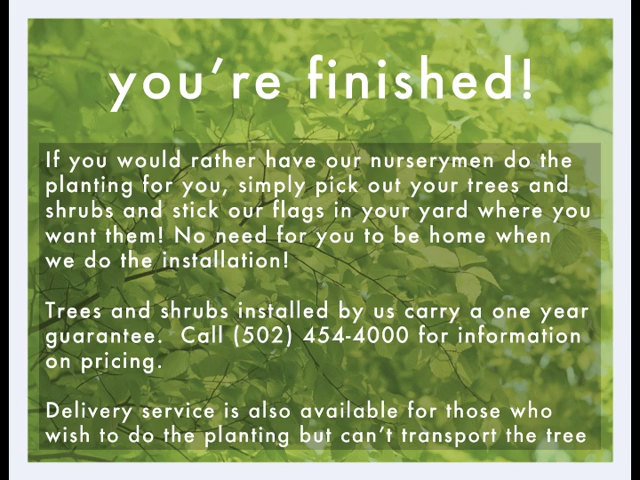 you're finished!
If you would rather have our nurserymen do the
planting for you, simply pick out your trees and
shrubs and stick our flags in your yard where you
want them! No need for you to be home when
we do the installation!
Trees and shrubs installed by us carry a one year
guarantee.  Call (502) 454-4000 for information
on pricing.
Delivery service is also available for those who
wish to do the planting but can't transport the tree